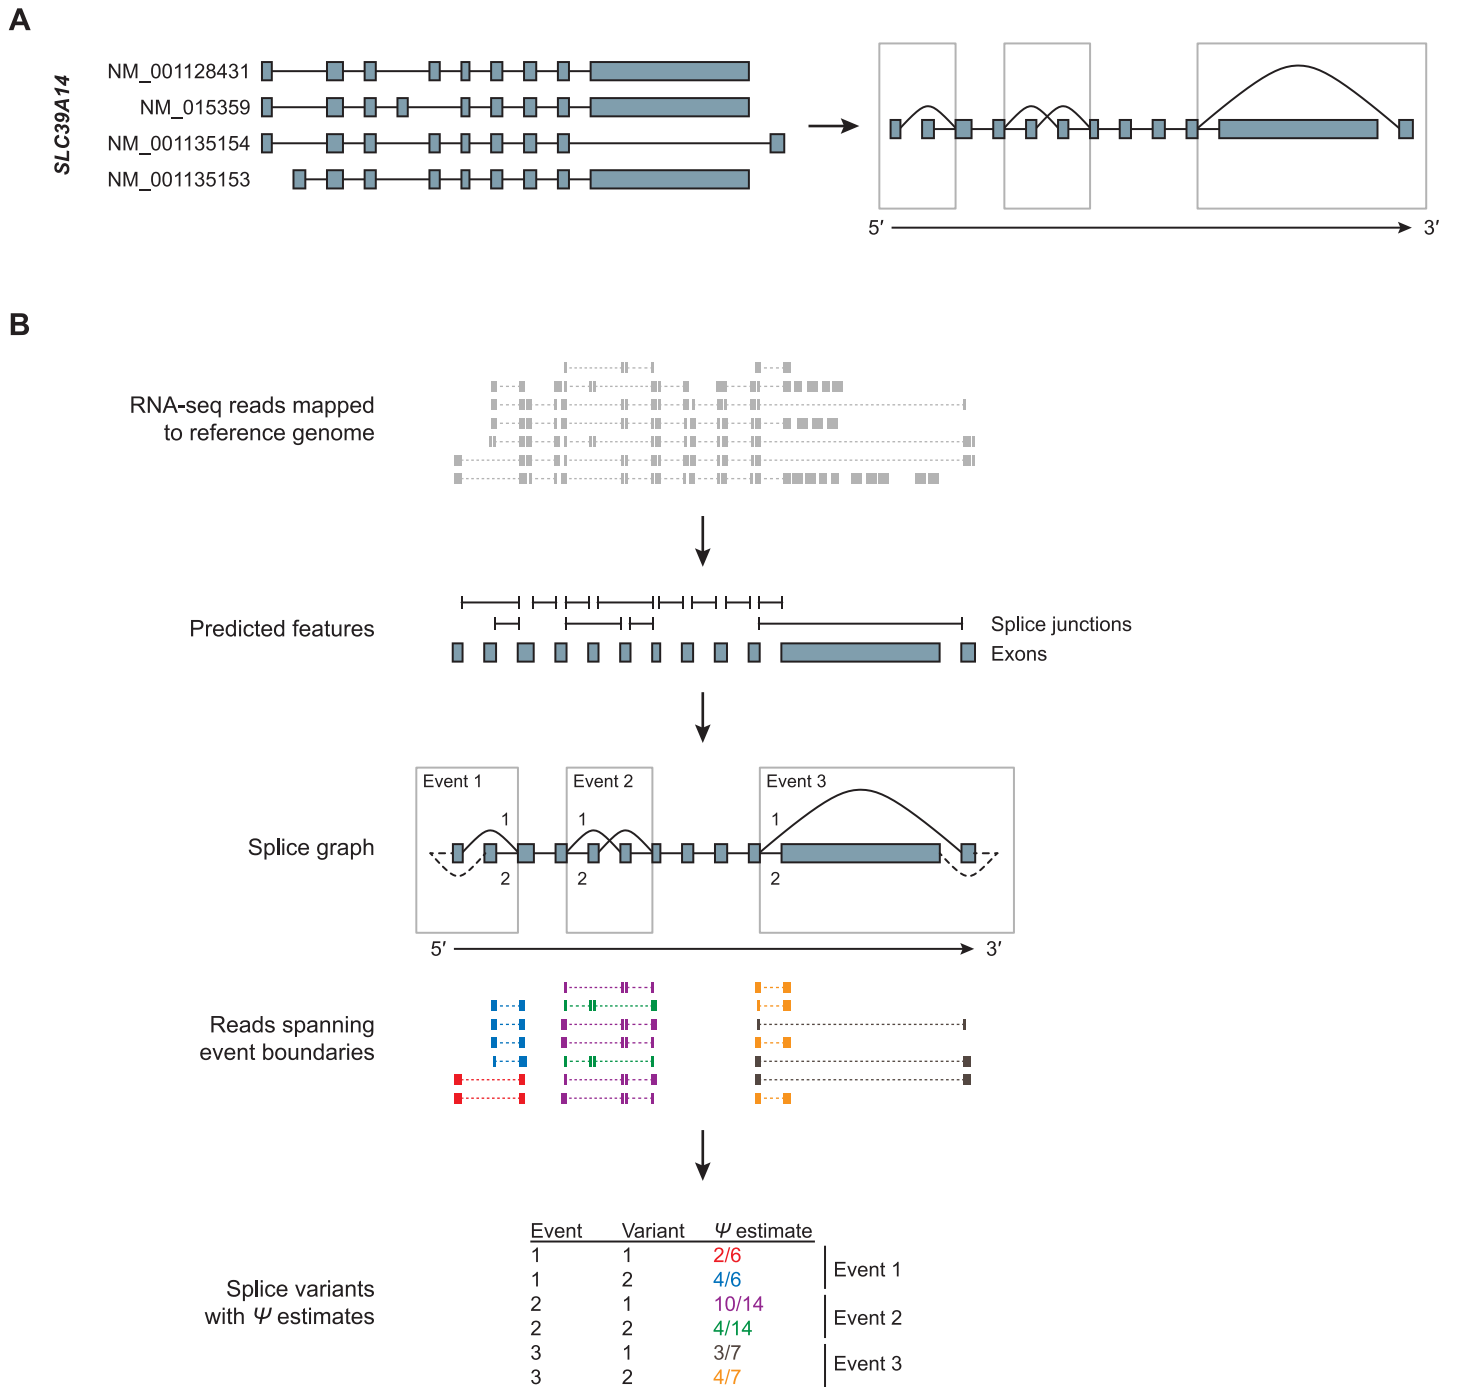 A
SLC39A14
NM_001128431
NM_015359
NM_001135154
NM_001135153
5′ 3′
B
RNA-seq reads mapped
to reference genome
Predicted features
Splice junctions
Exons
Splice graph
Event 1 Event 2 Event 3
1 1 1
2 2 2
5′ 3′
Reads spanning
event boundaries
Splice variants
with Ψ estimates
Event Variant Ψ estimate
1 1 2/6
1 2 4/6
2 1 10/14
2 2 4/14
3 1 3/7
3 2 4/7
Event 1
Event 2
Event 3